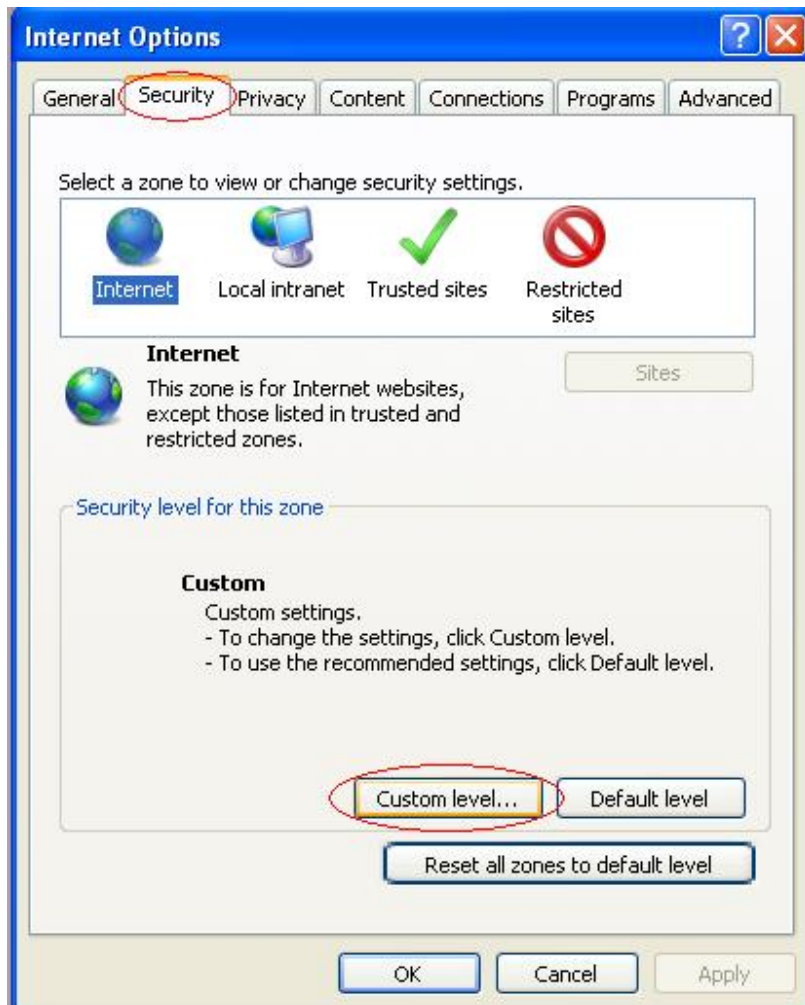 Internet Options
General Security Privacy Content Connections Programs Advanced
Select a zone to view or change security settings.
Internet Local intranet Trusted sites Restricted
sites
Internet
Sites
This zone is for Internet websites,
except those listed in trusted and
restricted zones.
Security level for this zone
Custom
Custom settings.
- To change the settings, click Custom level.
- To use the recommended settings, click Default level.
Custom level... Default level
Reset all zones to default level
OK Cancel Apply